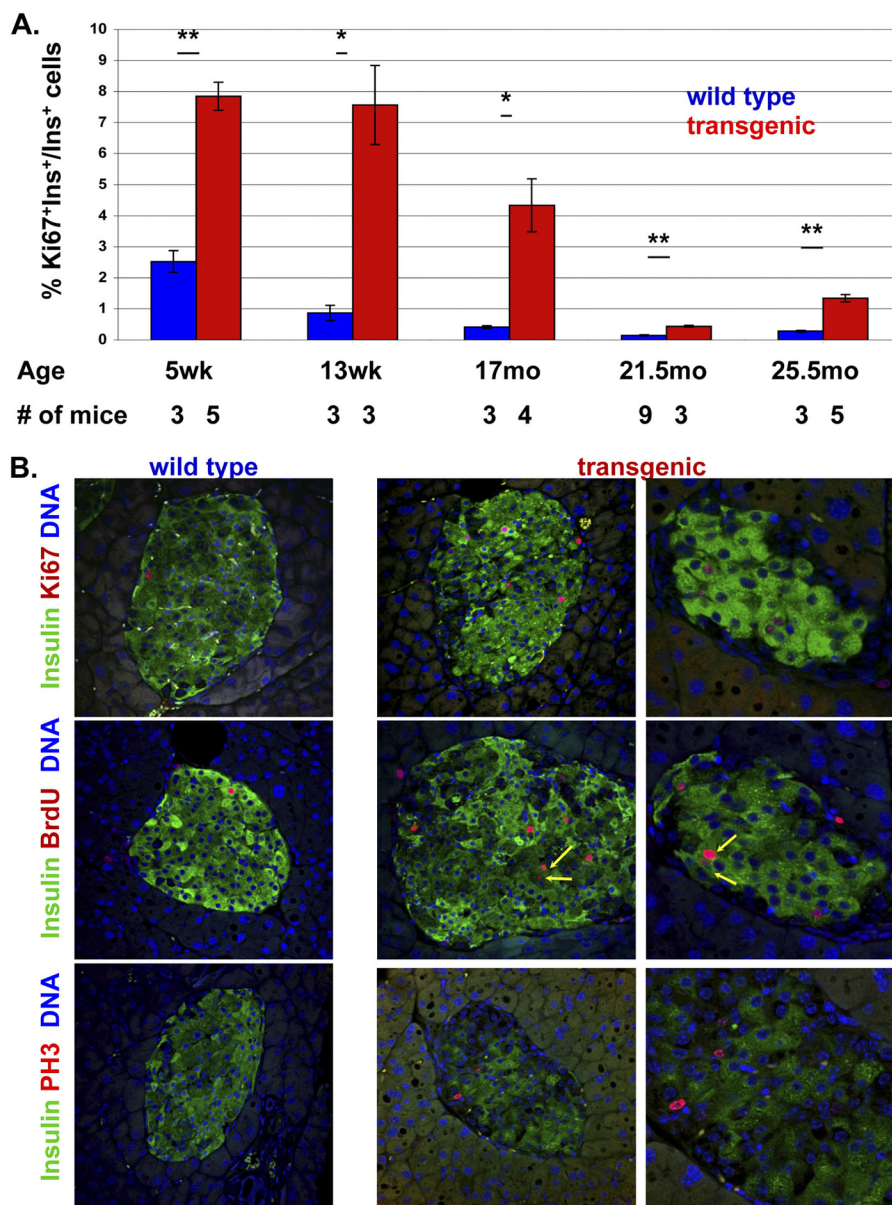 A.
% Ki67⁺Ins⁺/Ins⁺ cells
10
9
8
7
6
5
4
3
2
1
0
** * * ** **
wild type
transgenic
Age 5wk 13wk 17mo 21.5mo 25.5mo
# of mice 3 5 3 3 3 4 9 3 3 5
B.
wild type transgenic
Insulin Ki67 DNA
Insulin BrdU DNA
Insulin PH3 DNA